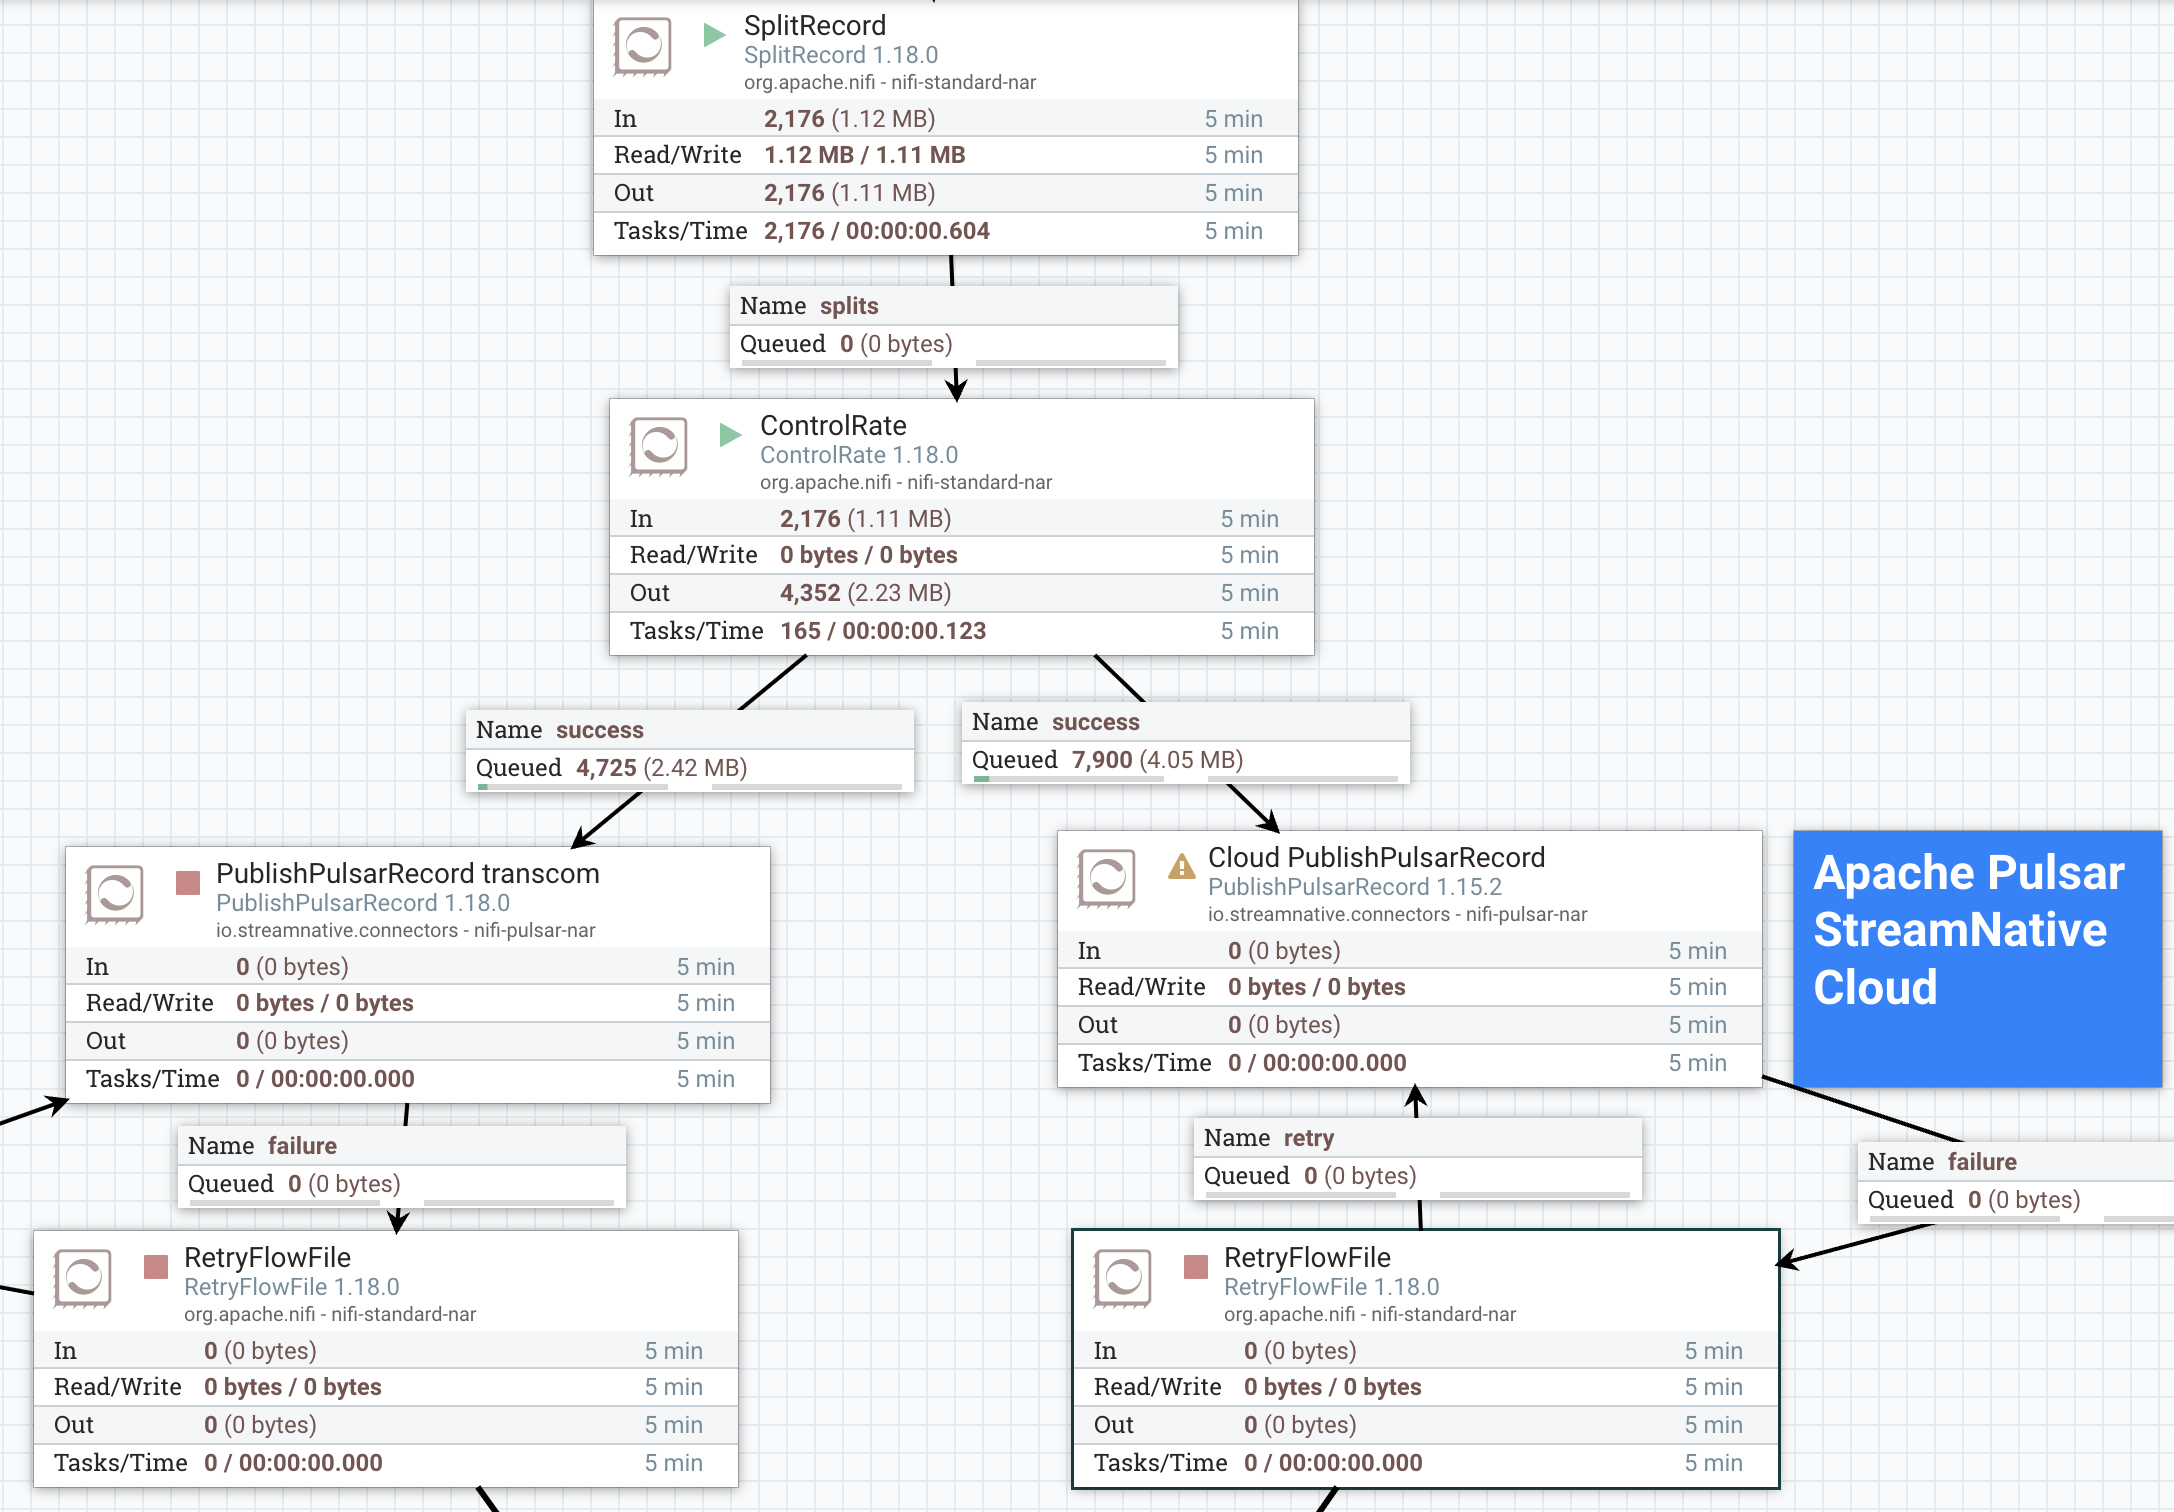 SplitRecord
SplitRecord 1.18.0
org.apache.nifi - nifi-standard-nar
In 2,176 (1.12 MB) 5 min
Read/Write 1.12 MB / 1.11 MB 5 min
Out 2,176 (1.11 MB) 5 min
Tasks/Time 2,176 / 00:00:00.604 5 min
Name splits
Queued 0 (0 bytes)
ControlRate
ControlRate 1.18.0
org.apache.nifi - nifi-standard-nar
In 2,176 (1.11 MB) 5 min
Read/Write 0 bytes / 0 bytes 5 min
Out 4,352 (2.23 MB) 5 min
Tasks/Time 165 / 00:00:00.123 5 min
Name success
Queued 4,725 (2.42 MB)
Name success
Queued 7,900 (4.05 MB)
PublishPulsarRecord transcom
PublishPulsarRecord 1.18.0
io.streamnative.connectors - nifi-pulsar-nar
In 0 (0 bytes) 5 min
Read/Write 0 bytes / 0 bytes 5 min
Out 0 (0 bytes) 5 min
Tasks/Time 0 / 00:00:00.000 5 min
Cloud PublishPulsarRecord
PublishPulsarRecord 1.15.2
io.streamnative.connectors - nifi-pulsar-nar
In 0 (0 bytes) 5 min
Read/Write 0 bytes / 0 bytes 5 min
Out 0 (0 bytes) 5 min
Tasks/Time 0 / 00:00:00.000 5 min
Apache Pulsar
StreamNative
Cloud
Name failure
Queued 0 (0 bytes)
Name retry
Queued 0 (0 bytes)
Name failure
Queued 0 (0 bytes)
RetryFlowFile
RetryFlowFile 1.18.0
org.apache.nifi - nifi-standard-nar
In 0 (0 bytes) 5 min
Read/Write 0 bytes / 0 bytes 5 min
Out 0 (0 bytes) 5 min
Tasks/Time 0 / 00:00:00.000 5 min
RetryFlowFile
RetryFlowFile 1.18.0
org.apache.nifi - nifi-standard-nar
In 0 (0 bytes) 5 min
Read/Write 0 bytes / 0 bytes 5 min
Out 0 (0 bytes) 5 min
Tasks/Time 0 / 00:00:00.000 5 min